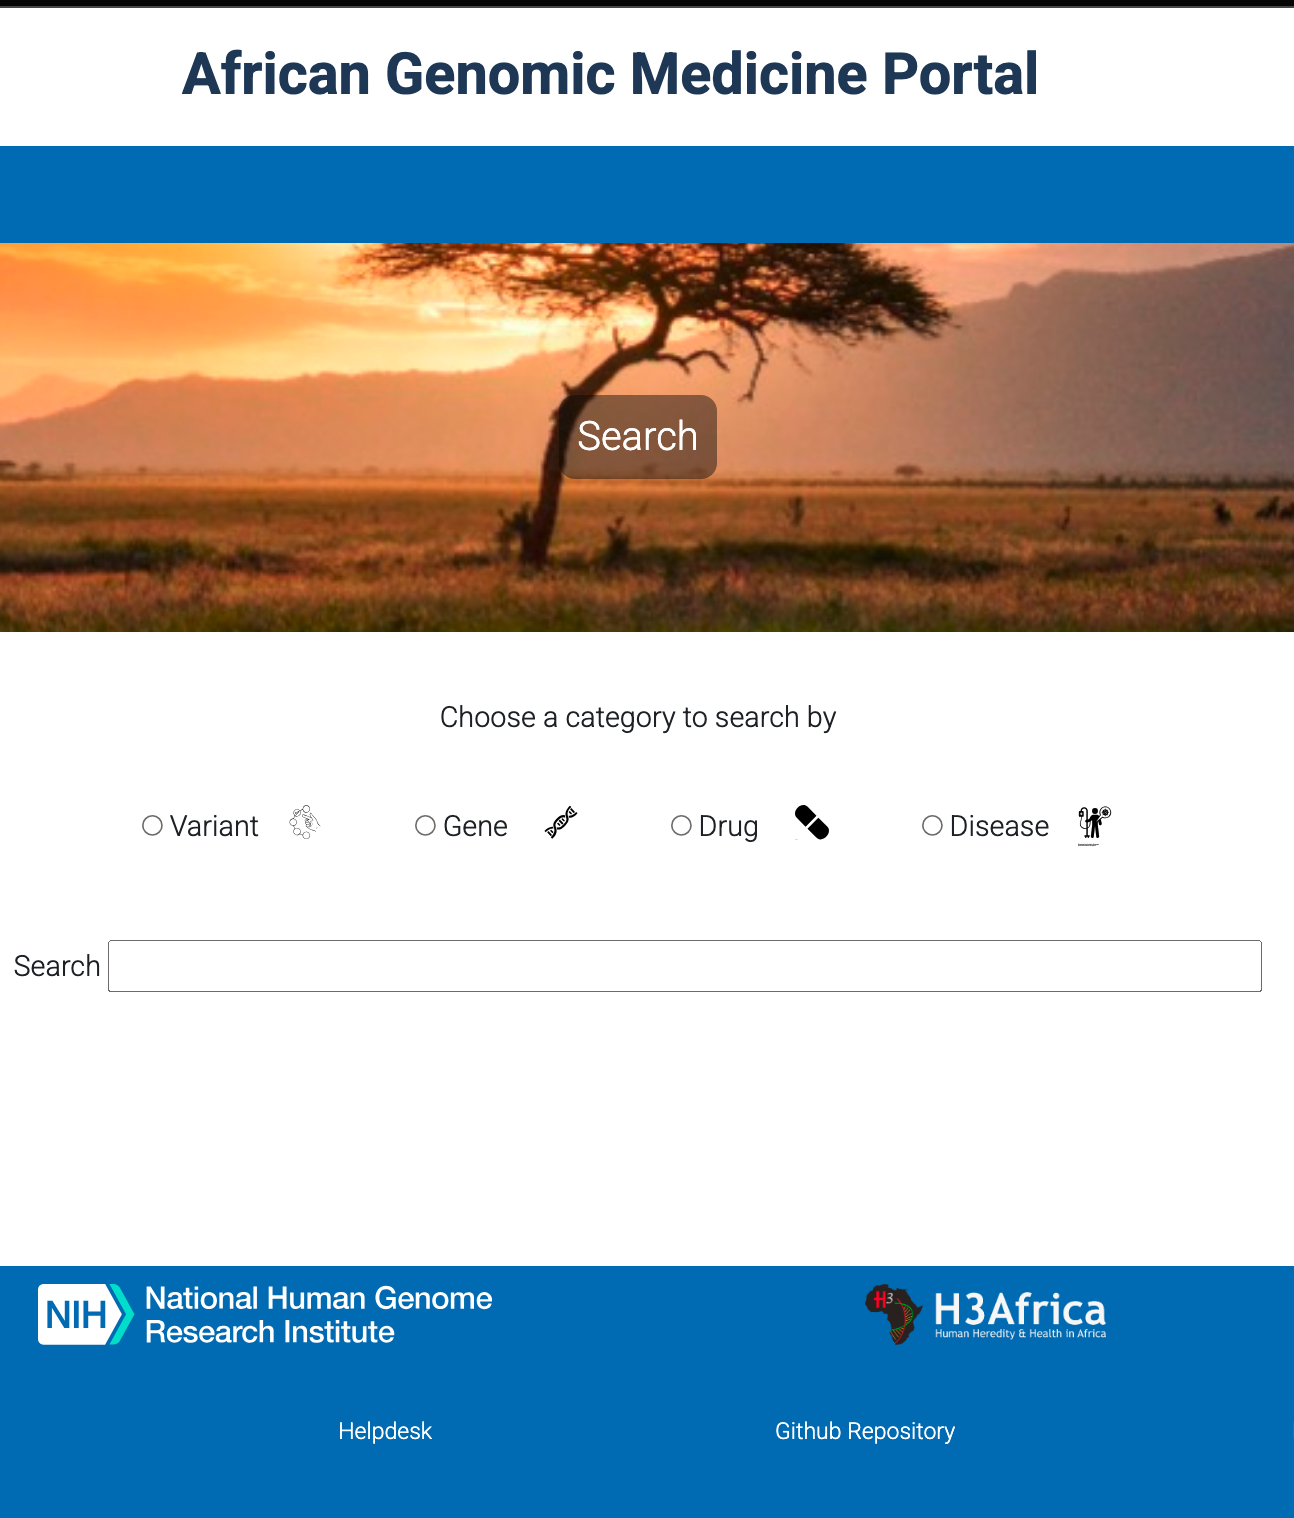 African Genomic Medicine Portal
Search
Choose a category to search by
Variant
Gene
Drug
Disease
Search
NIH
National Human Genome
Research Institute
H3
H3Africa
Human Heredity & Health in Africa
Helpdesk
Github Repository